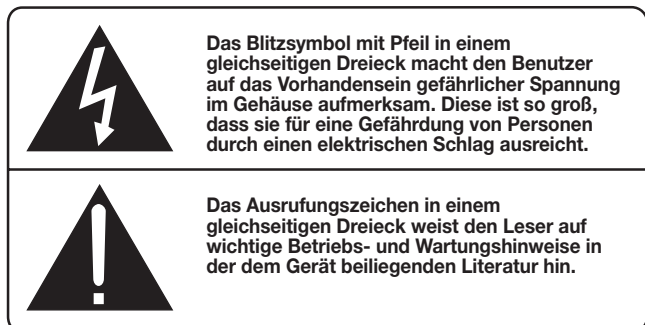 Das Blitzsymbol mit Pfeil in einem
gleichseitigen Dreieck macht den Benutzer
auf das Vorhandensein gefährlicher Spannung
im Gehäuse aufmerksam. Diese ist so groß,
dass sie für eine Gefährdung von Personen
durch einen elektrischen Schlag ausreicht.
Das Ausrufungszeichen in einem
gleichseitigen Dreieck weist den Leser auf
wichtige Betriebs- und Wartungshinweise in
der dem Gerät beiliegenden Literatur hin.